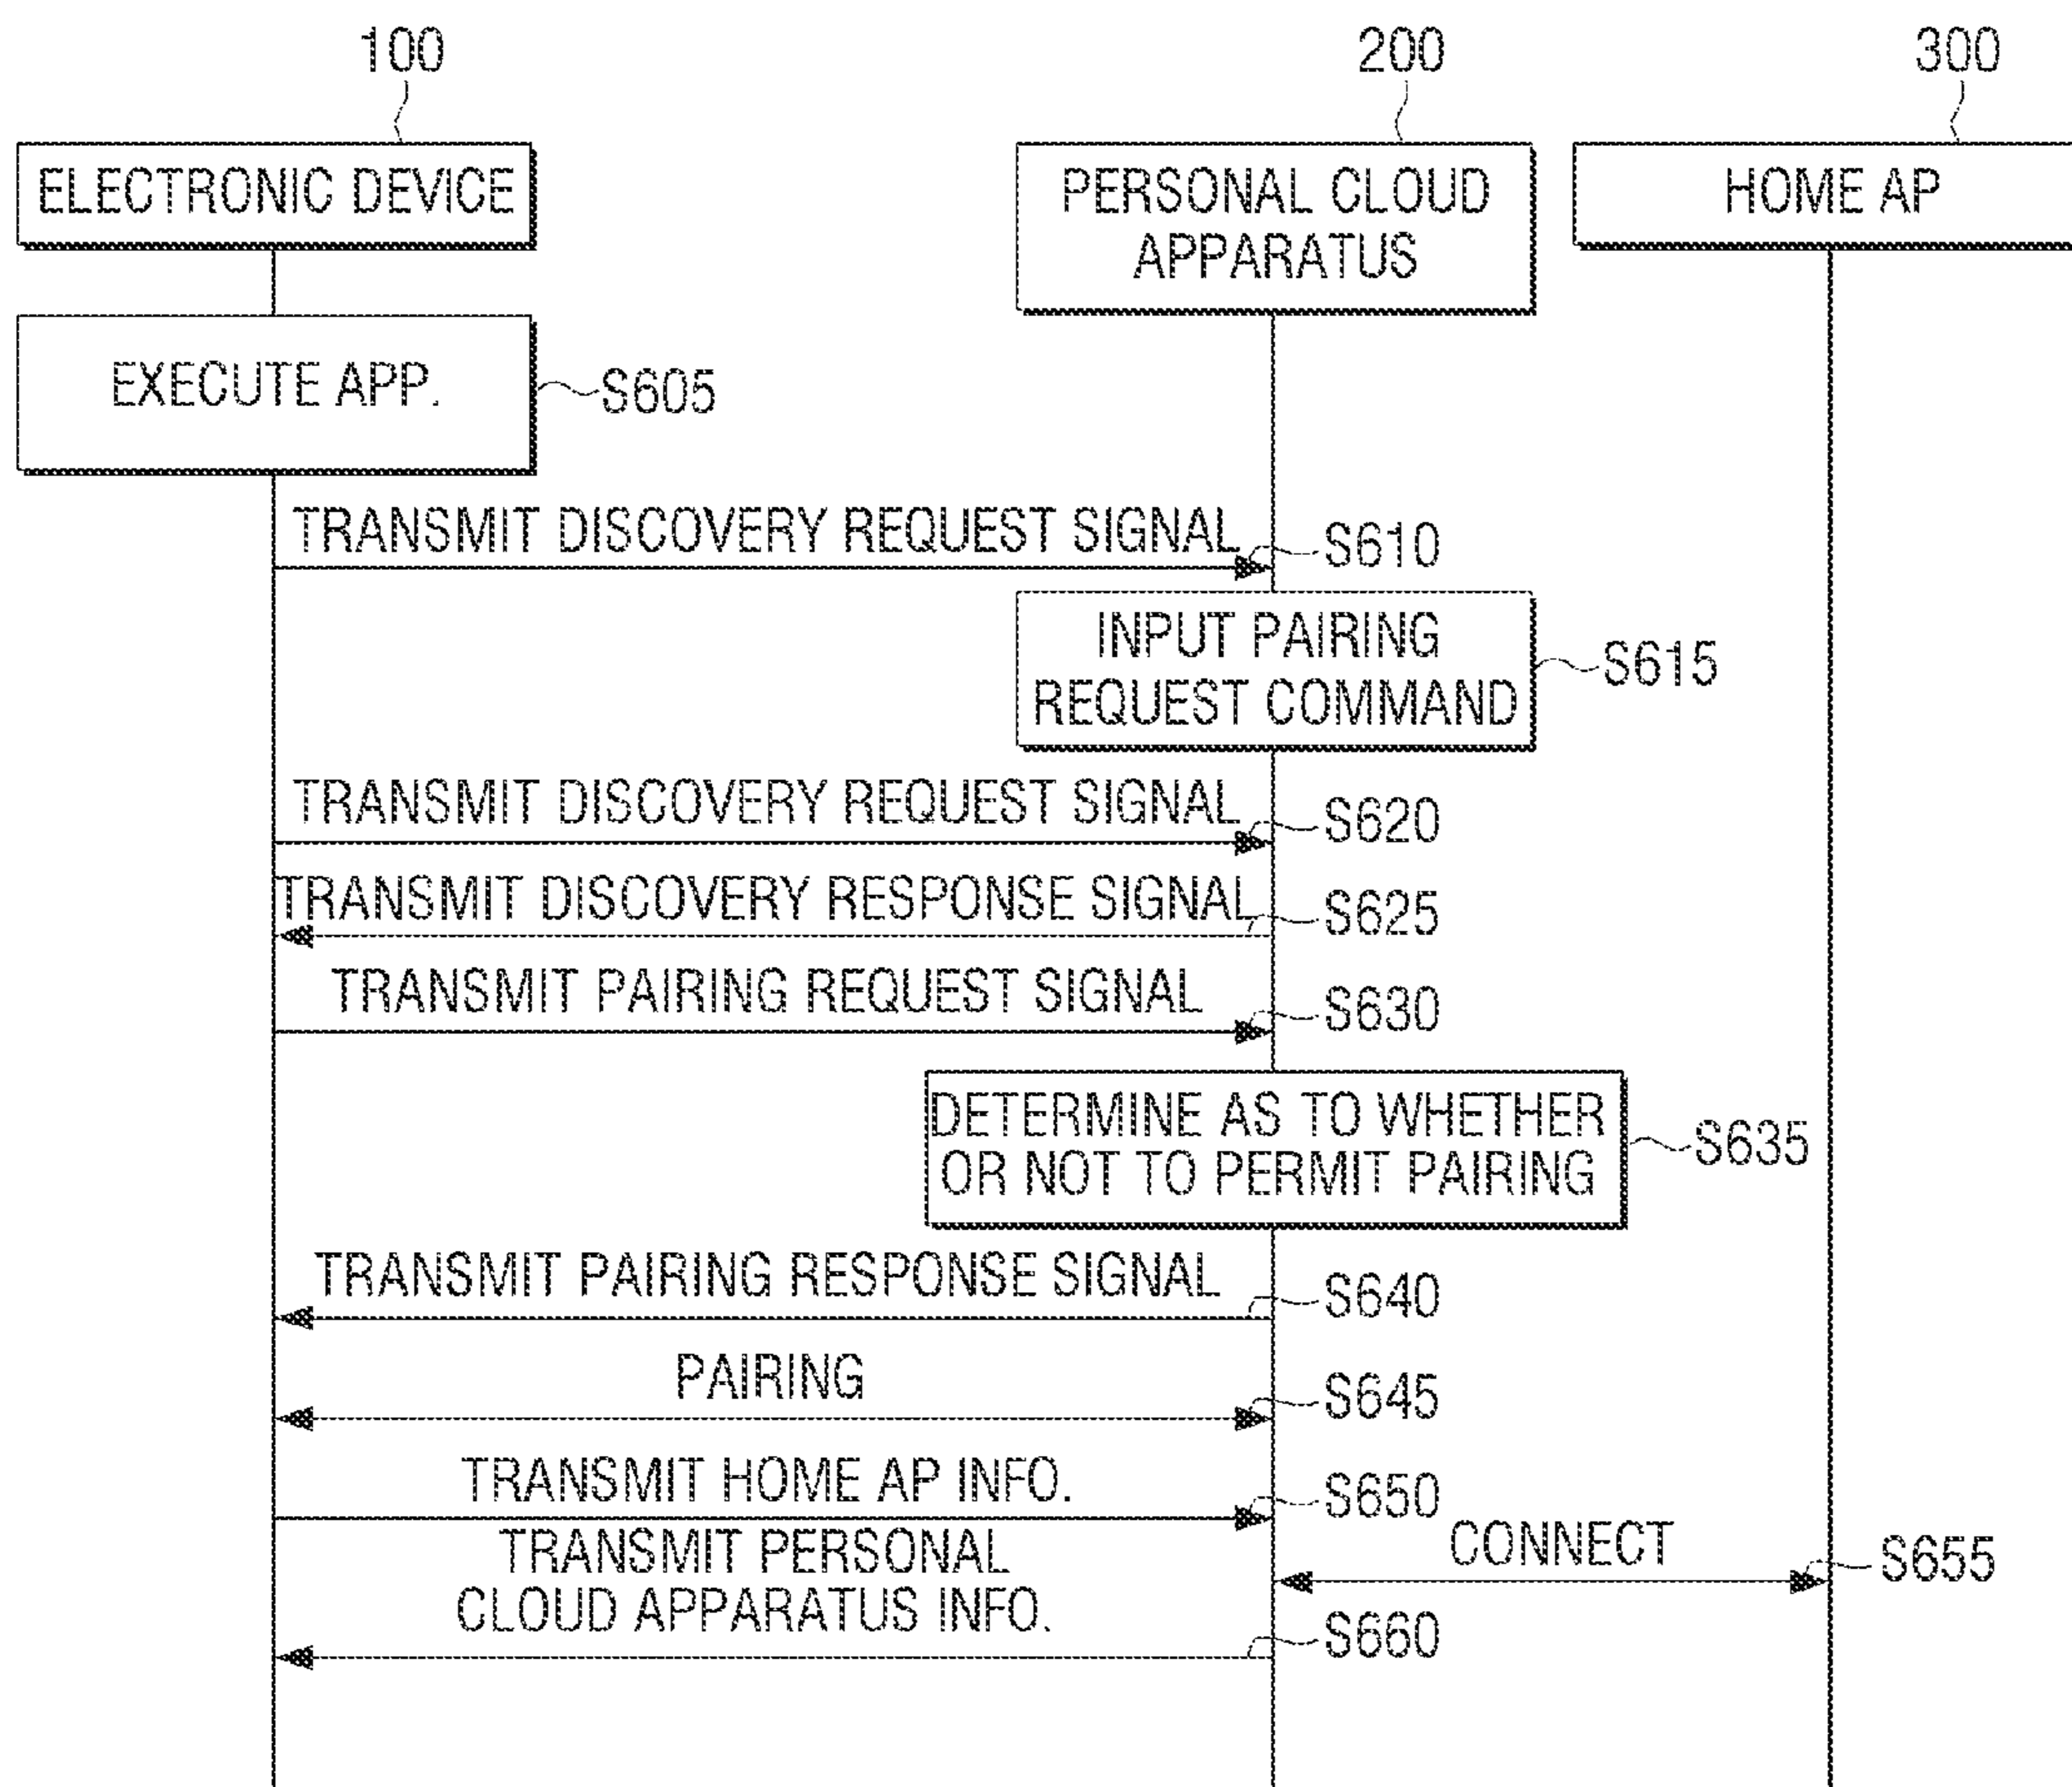 100
200
300
ELECTRONIC DEVICE
PERSONAL CLOUD
APPARATUS
HOME AP
EXECUTE APP.
S605
TRANSMIT DISCOVERY REQUEST SIGNAL
S610
INPUT PAIRING
REQUEST COMMAND
S615
TRANSMIT DISCOVERY REQUEST SIGNAL
S620
TRANSMIT DISCOVERY RESPONSE SIGNAL
S625
TRANSMIT PAIRING REQUEST SIGNAL
S630
DETERMINE AS TO WHETHER
OR NOT TO PERMIT PAIRING
S635
TRANSMIT PAIRING RESPONSE SIGNAL
S640
PAIRING
S645
TRANSMIT HOME AP INFO.
S650
CONNECT
S655
TRANSMIT PERSONAL
CLOUD APPARATUS INFO.
S660